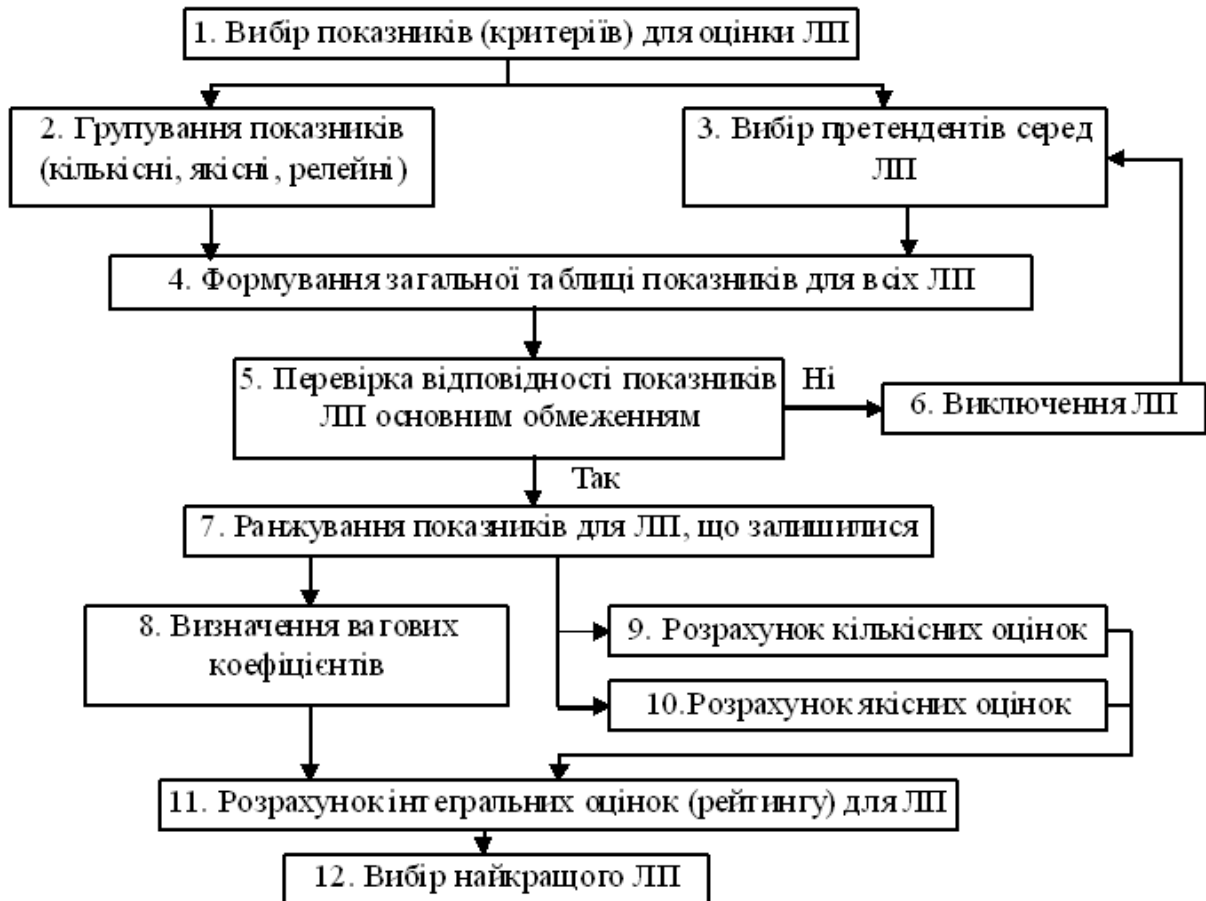 1. Вибір показників (критеріїв) для оцінки ЛП
2. Групування показників
(кількісні, якісні, релейні)
3. Вибір претендентів серед
ЛП
4. Формування загальної таблиці показників для всіх ЛП
5. Перевірка відповідності показників
ЛП основним обмеженням
Ні
6. Виключення ЛП
Так
7. Ранжування показників для ЛП, що залишилися
8. Визначення вагових
коефіцієнтів
9. Розрахунок кількісних оцінок
10.Розрахунок якісних оцінок
11. Розрахунок інтегральних оцінок (рейтингу) для ЛП
12. Вибір найкращого ЛП